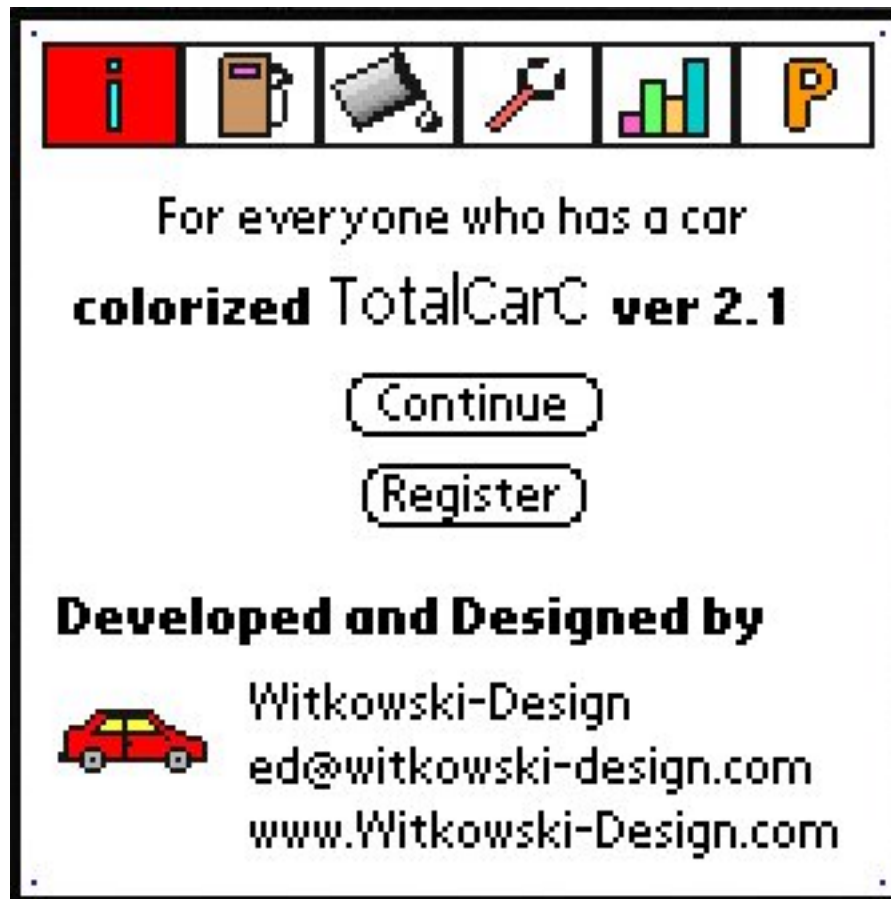 i
P
For everyone who has a car
colorized TotalCarC ver 2.1
Continue
Register
Developed and Designed by
Witkowski-Design
ed@witkowski-design.com
www.Witkowski-Design.com